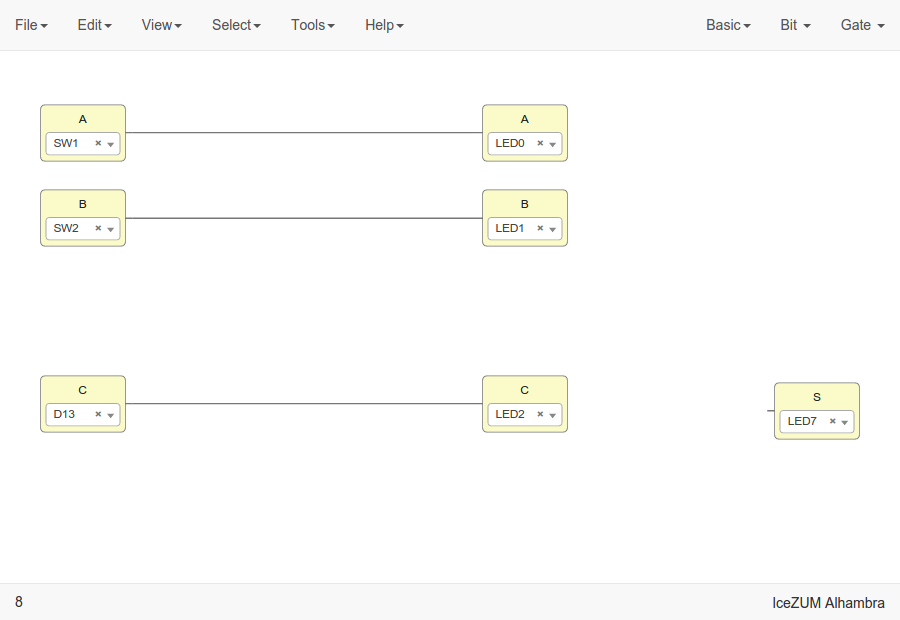 File Edit View Select Tools Help Basic Bit Gate
A A
SW1 × LED0 ×
B B
SW2 × LED1 ×
C C
D13 × LED2 ×
S
LED7 ×
8 IceZUM Alhambra